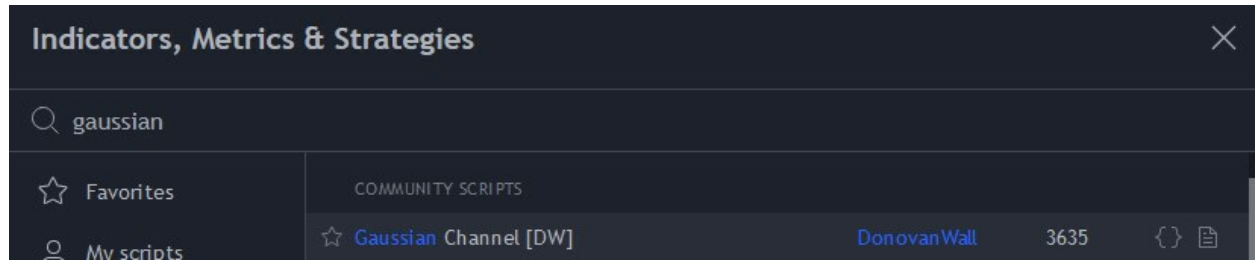 Indicators, Metrics & Strategies
gaussian
Favorites
COMMUNITY SCRIPTS
Gaussian Channel [DW] DonovanWall 3635 {}
My scripts